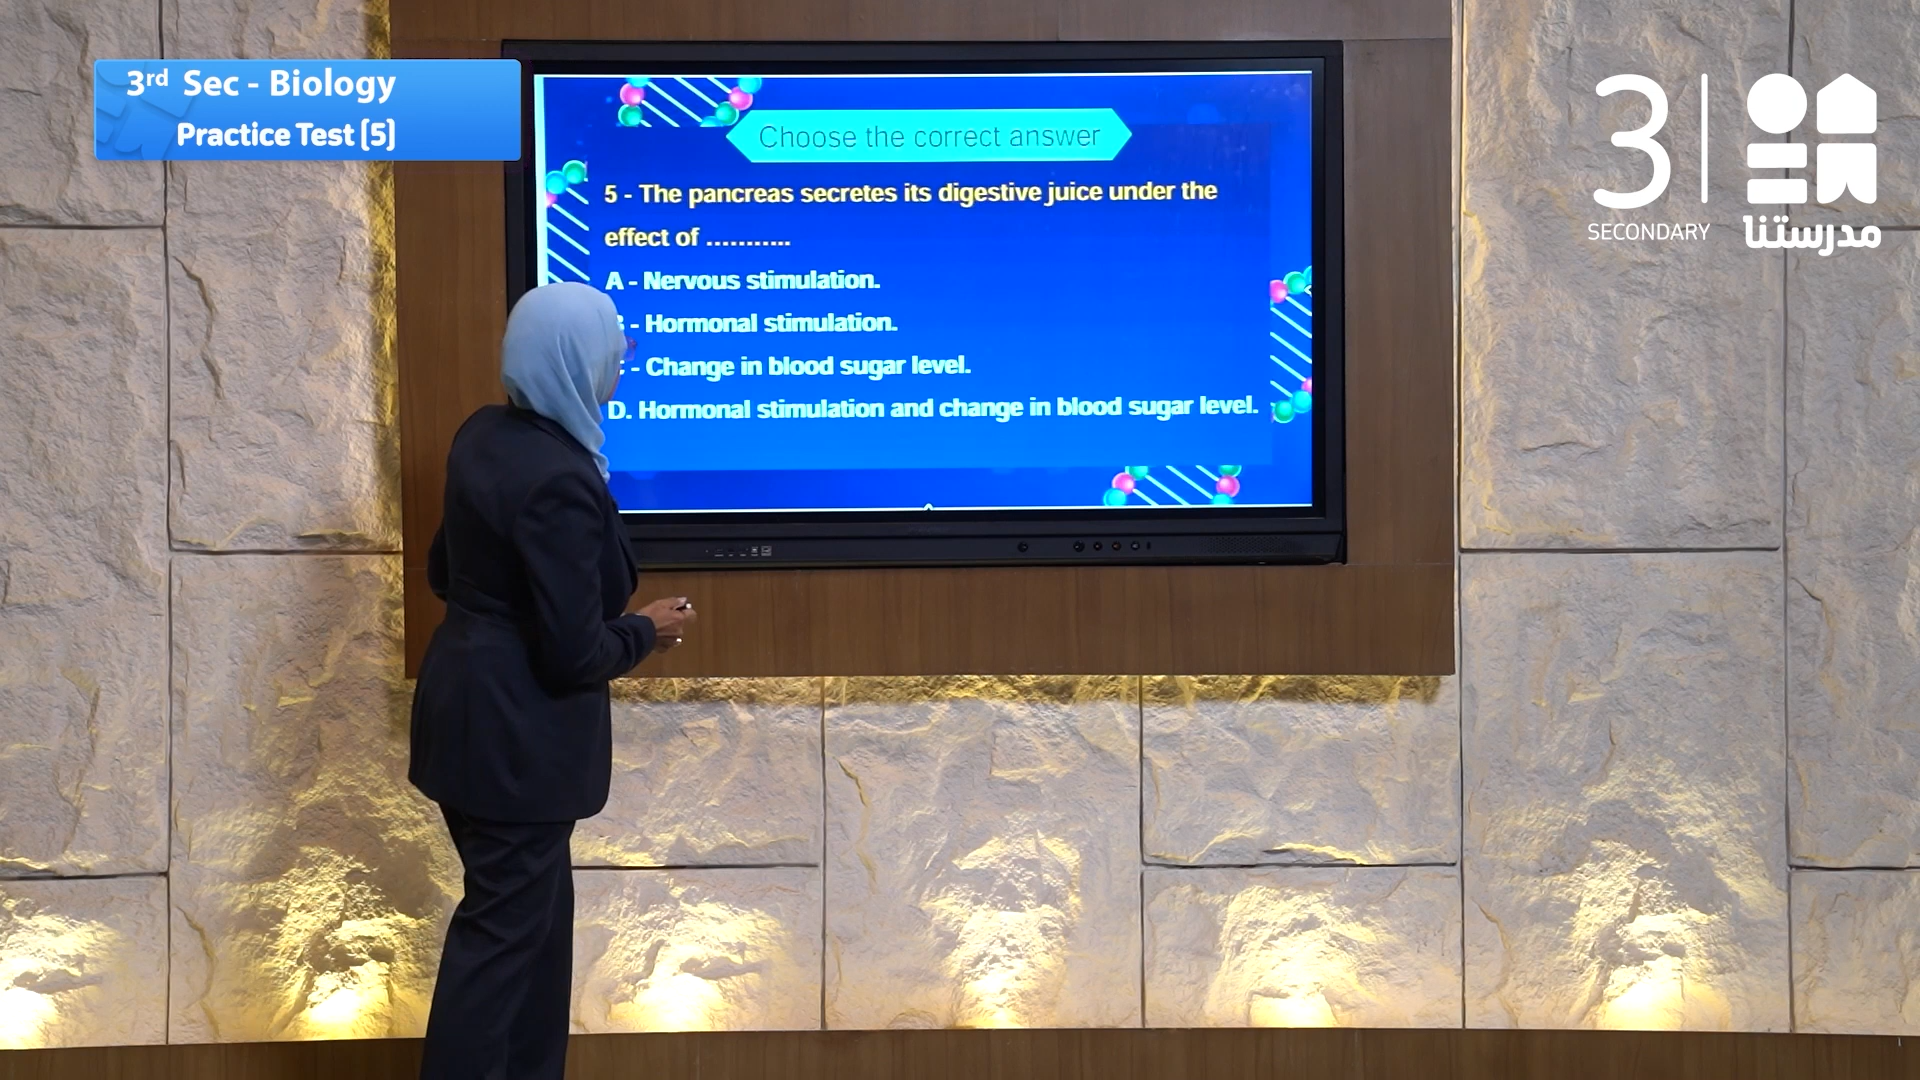 3rd Sec - Biology
Practice Test [5]
3
SECONDARY
مدرستنا
Choose the correct answer
5 - The pancreas secretes its digestive juice under the
effect of ...........
A - Nervous stimulation.
- Hormonal stimulation.
- Change in blood sugar level.
D. Hormonal stimulation and change in blood sugar level.